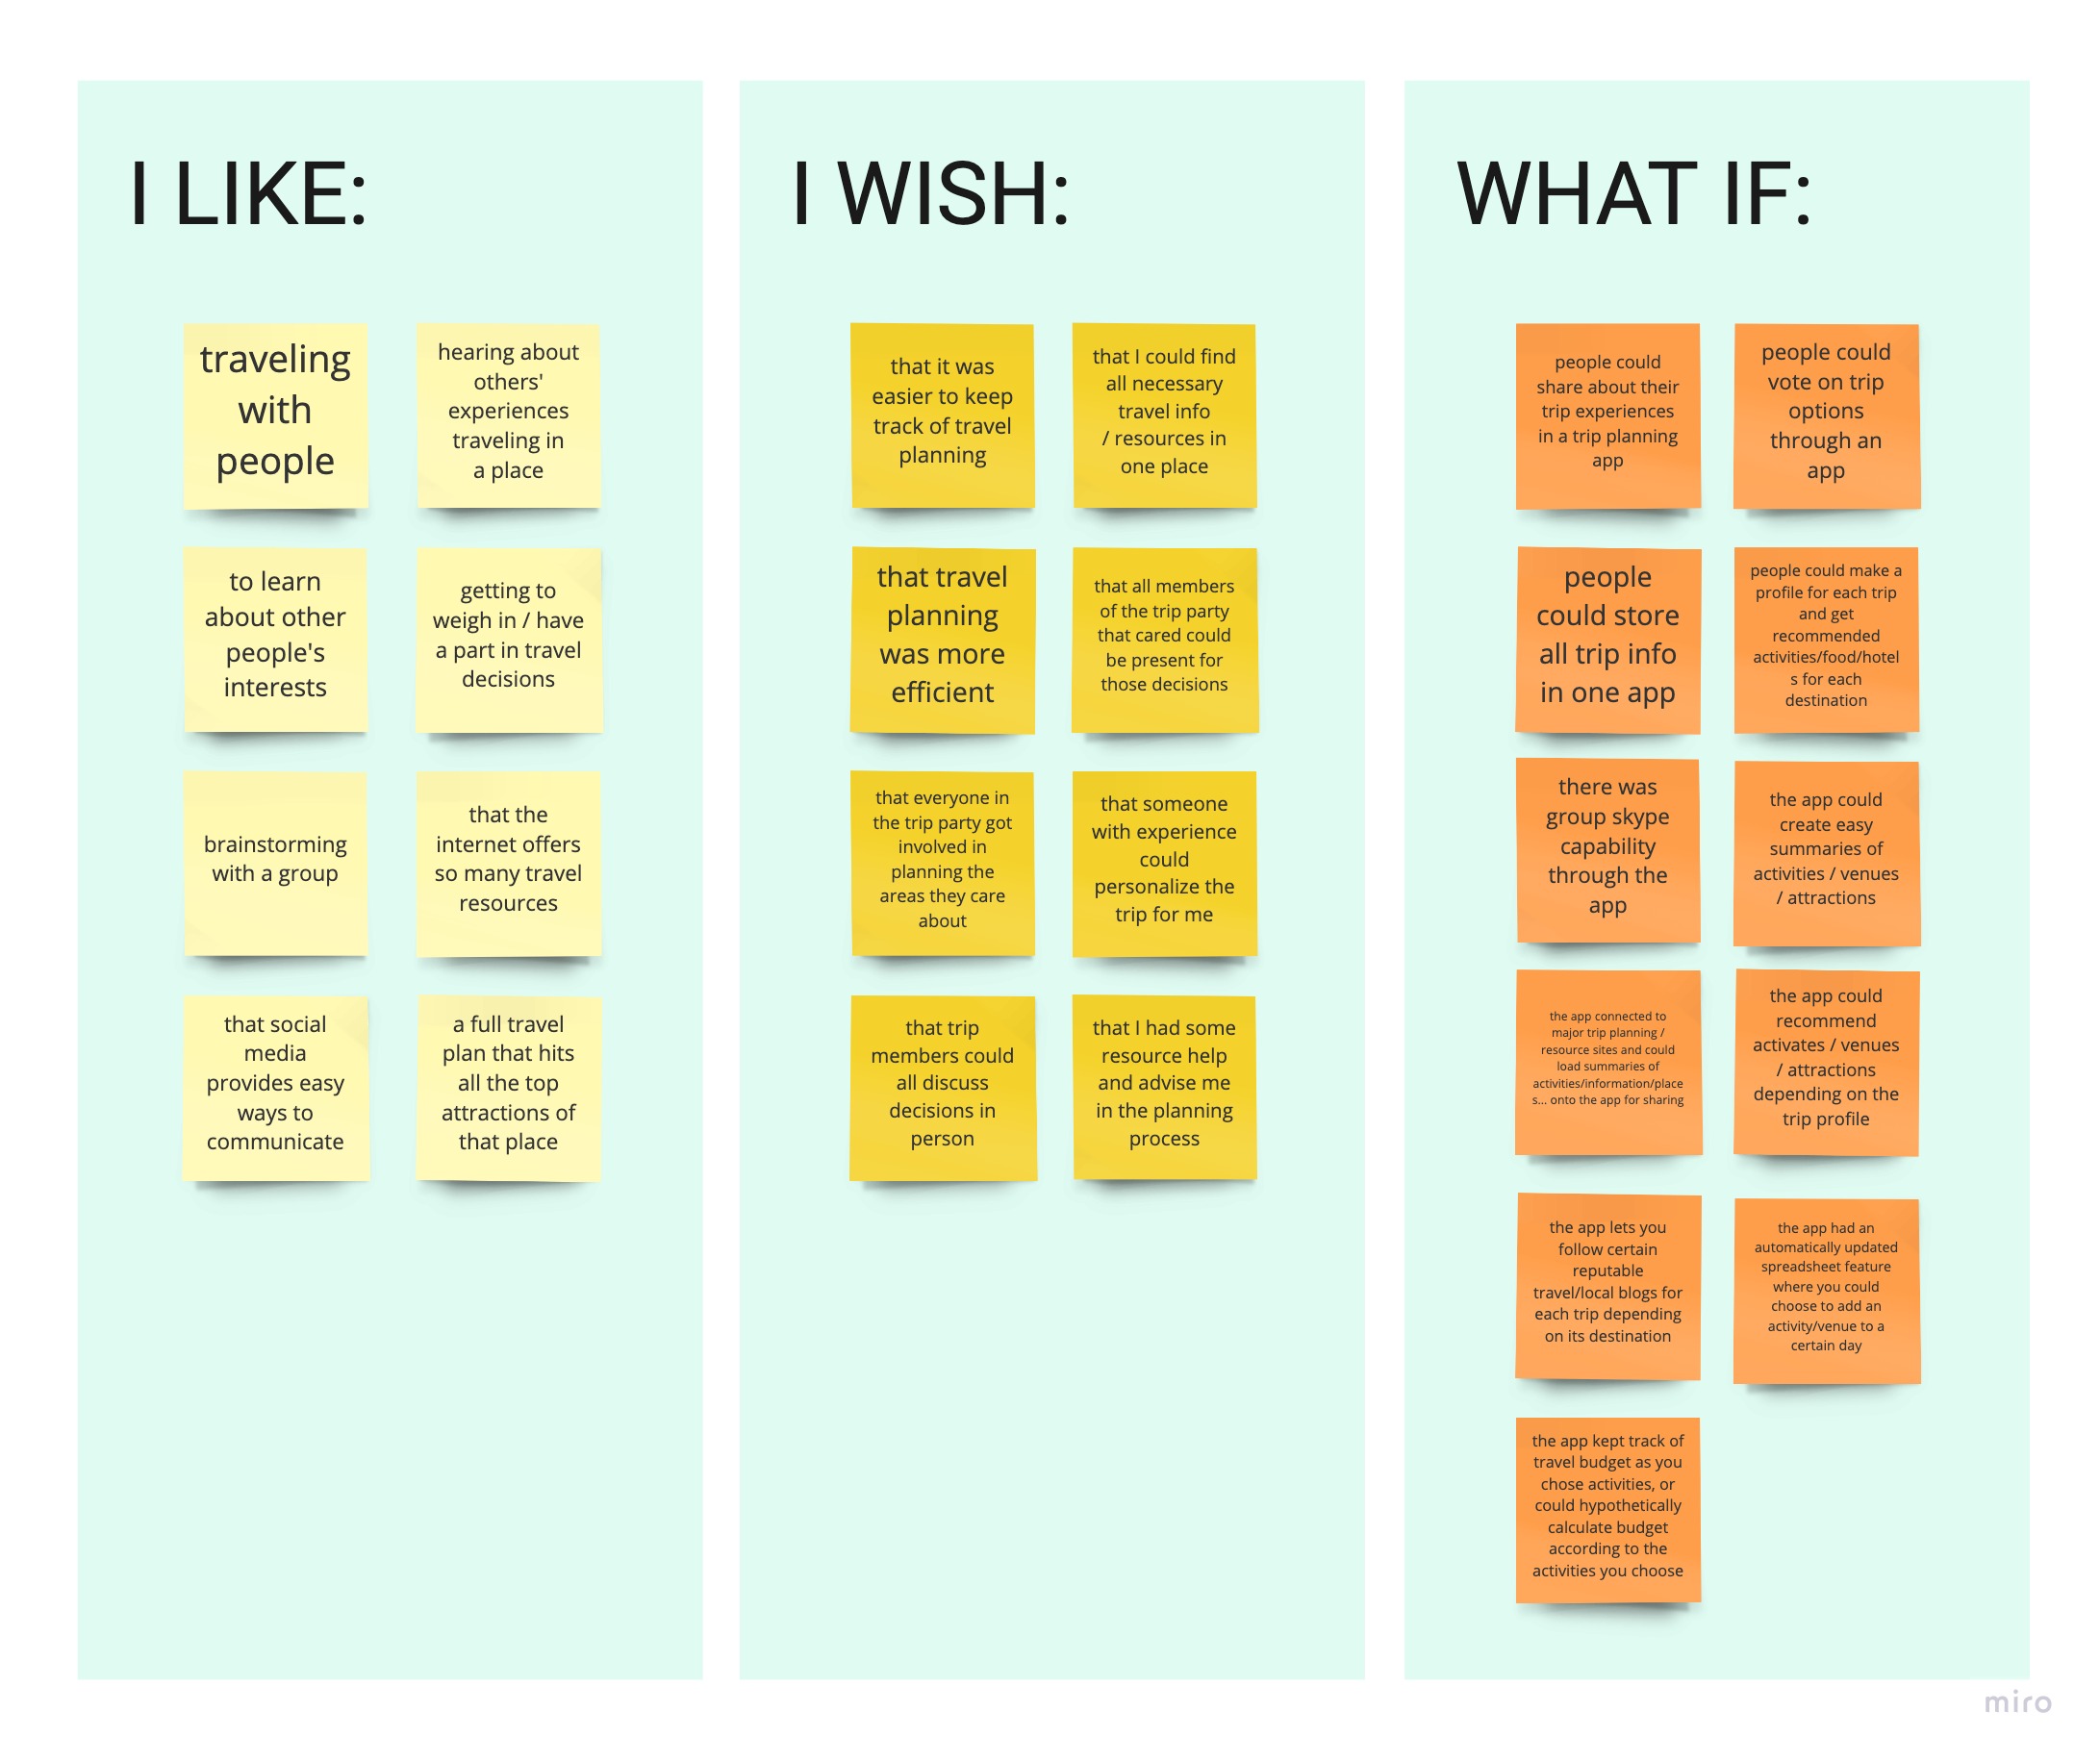 I LIKE:
traveling
with
people
hearing about
others'
experiences
traveling in
a place
to learn
about other
people's
interests
getting to
weigh in / have
a part in travel
decisions
brainstorming
with a group
that the
internet offers
so many travel
resources
that social
media
provides easy
ways to
communicate
a full travel
plan that hits
all the top
attractions of
that place
I WISH:
that it was
easier to keep
track of travel
planning
that I could find
all necessary
travel info
/ resources in
one place
that travel
planning
was more
efficient
that all members
of the trip party
that cared could
be present for
those decisions
that everyone in
the trip party got
involved in
planning the
areas they care
about
that someone
with experience
could
personalize the
trip for me
that trip
members could
all discuss
decisions in
person
that I had some
resource help
and advise me
in the planning
process
WHAT IF:
people could
share about their
trip experiences
in a trip planning
app
people could
vote on trip
options
through an
app
people
could store
all trip info
in one app
people could make a
profile for each trip
and get
recommended
activities/food/hotel
s for each
destination
there was
group skype
capability
through the
app
the app could
create easy
summaries of
activities / venues
/ attractions
the app connected to
major trip planning /
resource sites and could
load summaries of
activities/information/place
s... onto the app for sharing
the app could
recommend
activates / venues
/ attractions
depending on the
trip profile
the app lets you
follow certain
reputable
travel/local blogs for
each trip depending
on its destination
the app had an
automatically updated
spreadsheet feature
where you could
choose to add an
activity/venue to a
certain day
the app kept track of
travel budget as you
chose activities, or
could hypothetically
calculate budget
according to the
activities you choose
miro